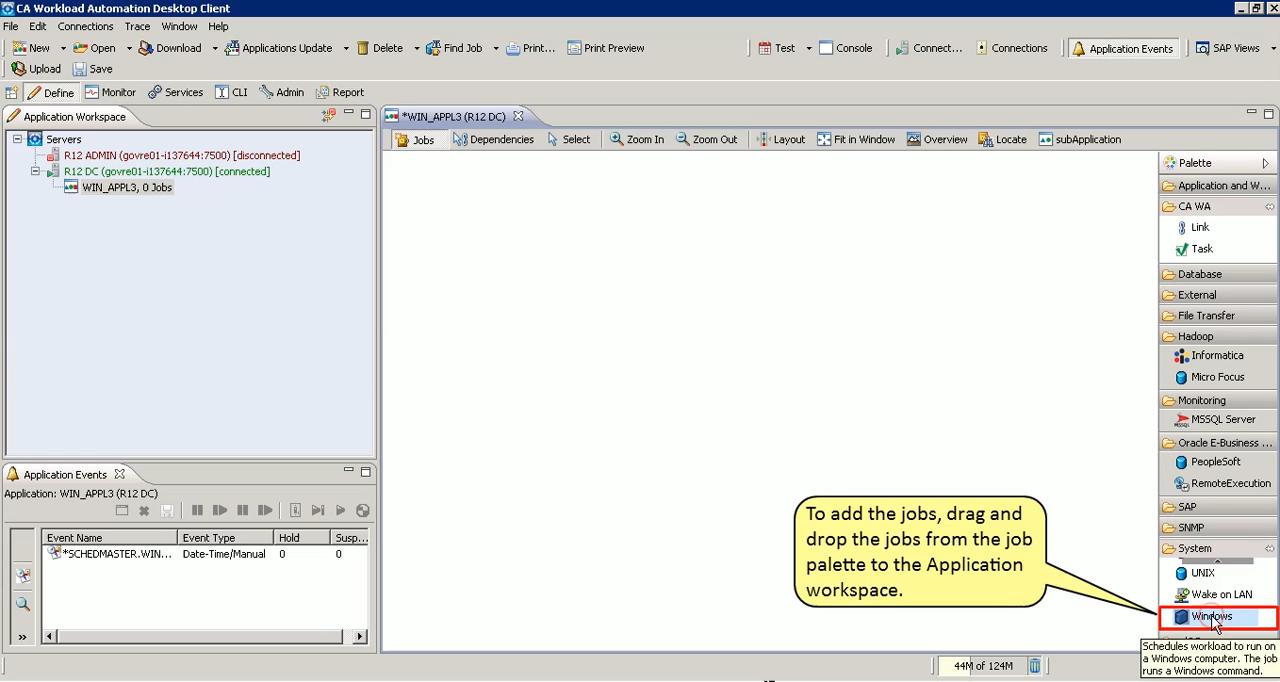 CA Workload Automation Desktop Client
File Edit Connections Trace Window Help
New Open Download Applications Update Delete Find Job Print... Print Preview Test Console Connect... Connections Application Events SAP Views
Upload Save
Define Monitor Services CLI Admin Report
Application Workspace
Servers
R12 ADMIN (govre01-i137644:7500) [disconnected]
R12 DC (govre01-i137644:7500) [connected]
WIN_APPL3, 0 Jobs
*WIN_APPL3 (R12 DC)
Jobs Dependencies Select Zoom In Zoom Out Layout Fit in Window Overview Locate subApplication
Palette
Application and W...
CA WA
Link
Task
Database
External
File Transfer
Hadoop
Informatica
Micro Focus
Monitoring
MSSQL Server
Oracle E-Business ...
PeopleSoft
RemoteExecution
SAP
SNMP
System
UNIX
Wake on LAN
Windows
Schedules workload to run on
a Windows computer. The job
runs a Windows command.
To add the jobs, drag and
drop the jobs from the job
palette to the Application
workspace.
Application Events
Application: WIN_APPL3 (R12 DC)
Event Name Event Type Hold Susp...
*SCHEDMASTER.WIN... Date-Time/Manual 0 0
44M of 124M